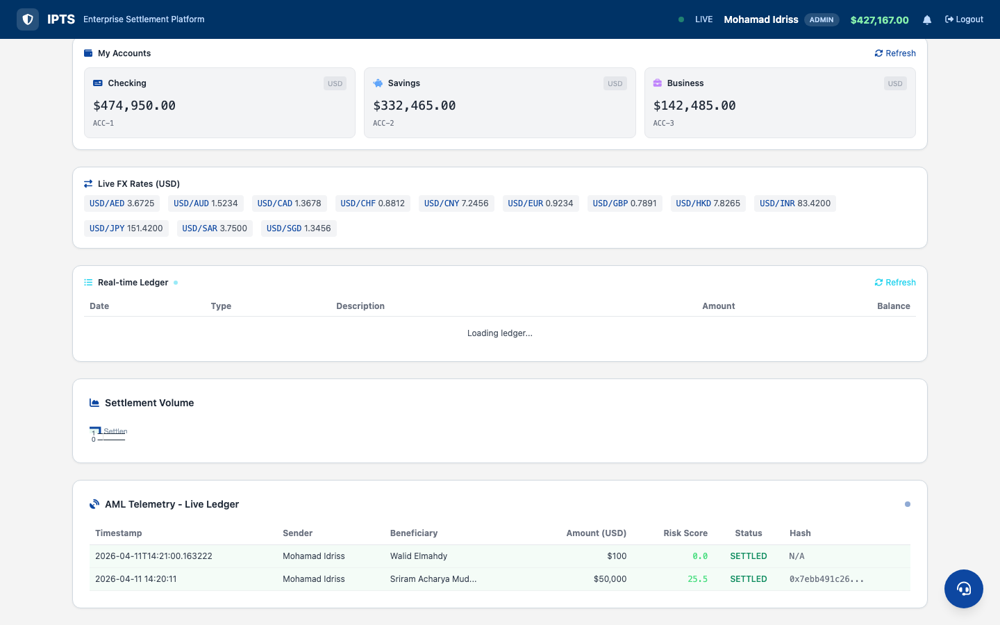 IPTS Enterprise Settlement Platform LIVE Mohamad Idriss ADMIN $427,167.00 Logout
My Accounts Refresh
Checking USD
$474,950.00
ACC-1
Savings USD
$332,465.00
ACC-2
Business USD
$142,485.00
ACC-3
Live FX Rates (USD)
USD/AED 3.6725 USD/AUD 1.5234 USD/CAD 1.3678 USD/CHF 0.8812 USD/CNY 7.2456 USD/EUR 0.9234 USD/GBP 0.7891 USD/HKD 7.8265 USD/INR 83.4200
USD/JPY 151.4200 USD/SAR 3.7500 USD/SGD 1.3456
Real-time Ledger Refresh
Date Type Description Amount Balance
Loading ledger...
Settlement Volume
1 Settlen
0
AML Telemetry - Live Ledger
Timestamp Sender Beneficiary Amount (USD) Risk Score Status Hash
2026-04-11T14:21:00.163222 Mohamad Idriss Walid Elmahdy $100 0.0 SETTLED N/A
2026-04-11 14:20:11 Mohamad Idriss Sriram Acharya Mud... $50,000 25.5 SETTLED 0x7ebb491c26...